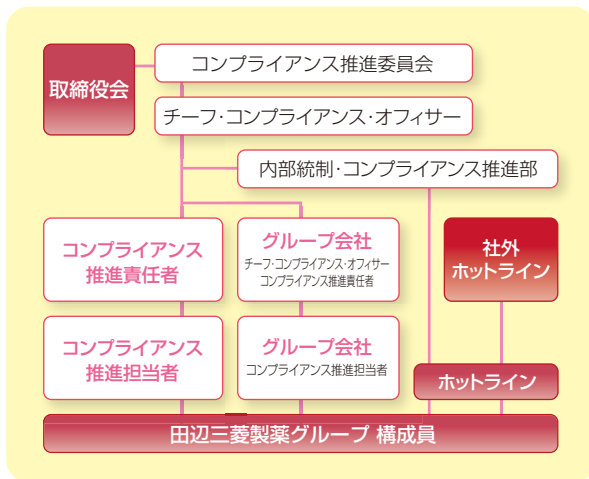 取締役会
コンプライアンス推進委員会
チーフ・コンプライアンス・オフィサー
内部統制・コンプライアンス推進部
コンプライアンス
推進責任者
グループ会社
チーフ・コンプライアンス・オフィサー
コンプライアンス推進責任者
社外
ホットライン
コンプライアンス
推進担当者
グループ会社
コンプライアンス推進担当者
ホットライン
田辺三菱製薬グループ 構成員